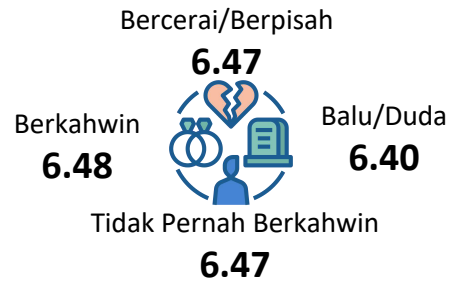 Bercerai/Berpisah
6.47
Berkahwin
6.48
Balu/Duda
6.40
Tidak Pernah Berkahwin
6.47